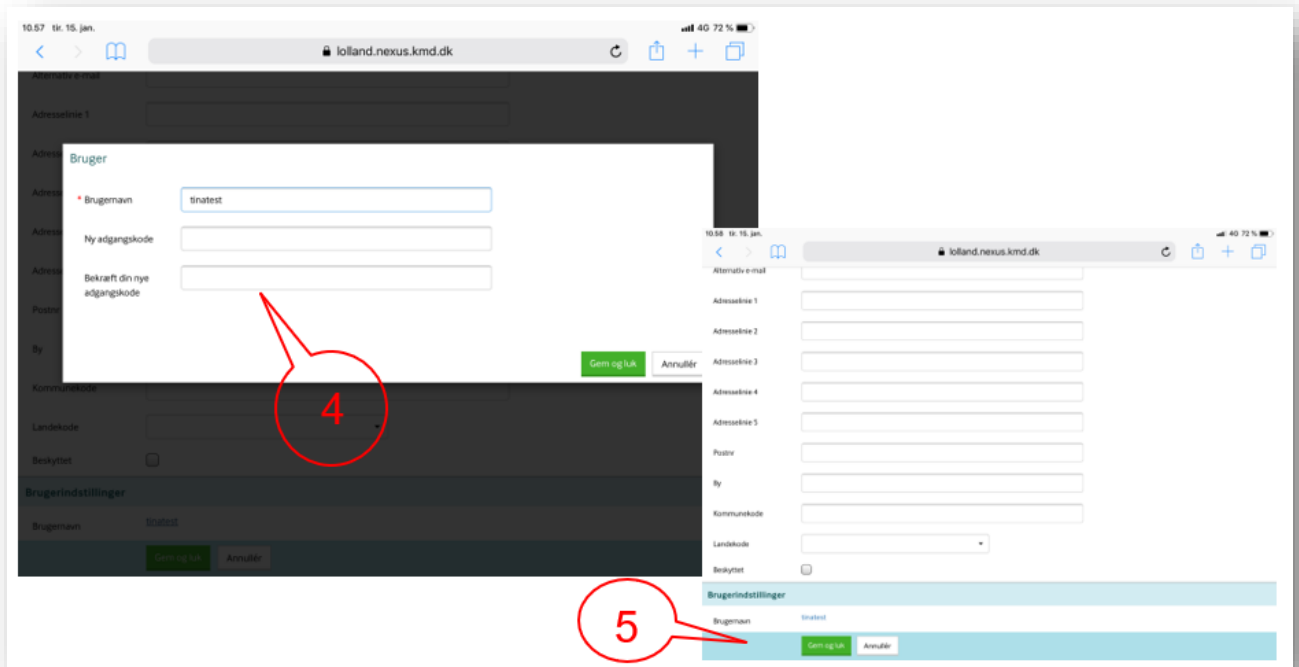 10.57 tir. 15. jan.
4G 72 %
lolland.nexus.kmd.dk
Alternativ e-mail
Adresselinie 1
Bruger
* Brugernavn tinatest
Ny adgangskode
Bekræft din nye
adgangskode
Postnr
By
Gem og luk Annullér
Kommunekode
4
Landekode
Beskyttet
Brugerindstillinger
Brugernavn tinatest
Gem og luk Annullér
10.58 tir. 15. jan.
4G 72 %
lolland.nexus.kmd.dk
Alternativ e-mail
Adresselinie 1
Adresselinie 2
Adresselinie 3
Adresselinie 4
Adresselinie 5
Postnr
By
Kommunekode
Landekode
Beskyttet
Brugerindstillinger
Brugernavn tinatest
Gem og luk Annullér
5